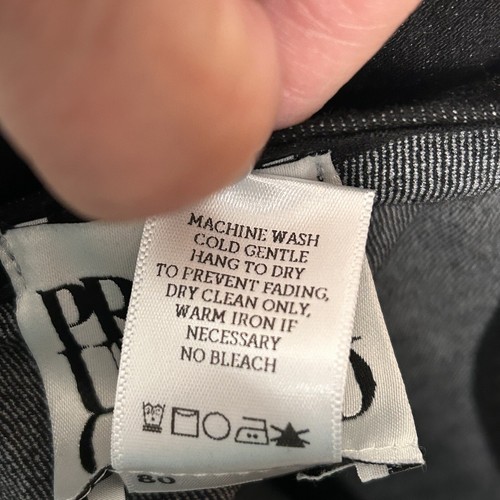 MACHINE WASH
COLD GENTLE
HANG TO DRY
TO PREVENT FADING,
DRY CLEAN ONLY,
WARM IRON IF
NECESSARY
NO BLEACH
80